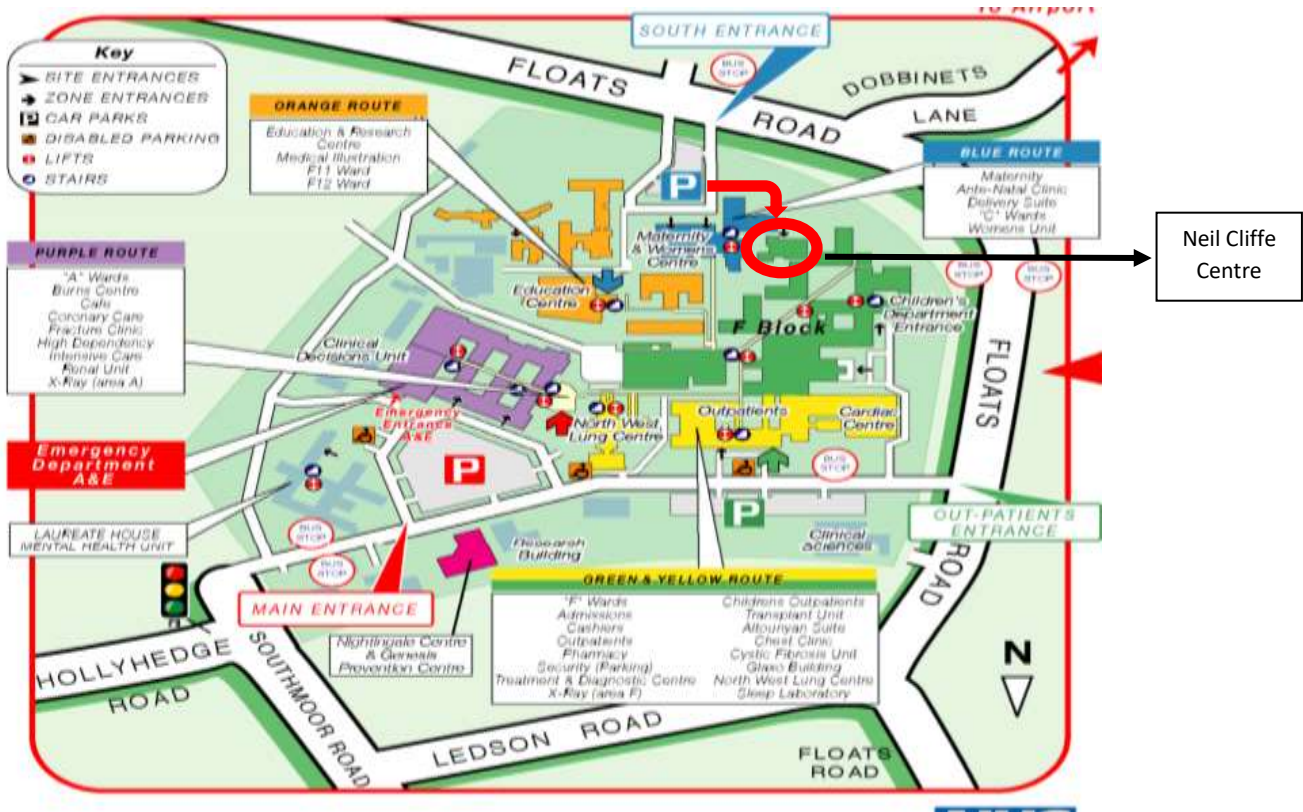 To Airport
SOUTH ENTRANCE
Key
SITE ENTRANCES
ZONE ENTRANCES
P CAR PARKS
DISABLED PARKING
LIFTS
STAIRS
BUS STOP
FLOATS ROAD
DOBBINETS LANE
ORANGE ROUTE
Education & Research
Centre
Medical Illustration
F11 Ward
F12 Ward
BLUE ROUTE
Maternity
Ante-Natal Clinic
Delivery Suite
"C" Wards
Womens Unit
P
Neil Cliffe
Centre
PURPLE ROUTE
"A" Wards
Burns Centre
Cafe
Coronary Care
Fracture Clinic
High Dependency
Intensive Care
Renal Unit
X-Ray (area A)
Maternity
& Womens
Centre
Education
Centre
BUS STOP
BUS STOP
Children's
Department
Entrance
F Block
Clinical
Decisions Unit
FLOATS
Emergency
Entrance
A&E
North West
Lung Centre
Outpatients
Cardiac
Centre
Emergency
Department
A&E
P
BUS STOP
P
OUT-PATIENTS
ENTRANCE
LAUREATE HOUSE
MENTAL HEALTH UNIT
BUS STOP
BUS STOP
Research
Building
Clinical
Sciences
ROAD
MAIN ENTRANCE
Nightingale Centre
& Genesis
Prevention Centre
GREEN & YELLOW ROUTE
"F" Wards
Admissions
Cashiers
Outpatients
Pharmacy
Security (Parking)
Treatment & Diagnostic Centre
X-Ray (area F)
Childrens Outpatients
Transplant Unit
Altounyan Suite
Chest Clinic
Cystic Fibrosis Unit
Glaxo Building
North West Lung Centre
Sleep Laboratory
N
HOLLYHEDGE
ROAD
SOUTHMOOR ROAD
LEDSON ROAD
FLOATS
ROAD